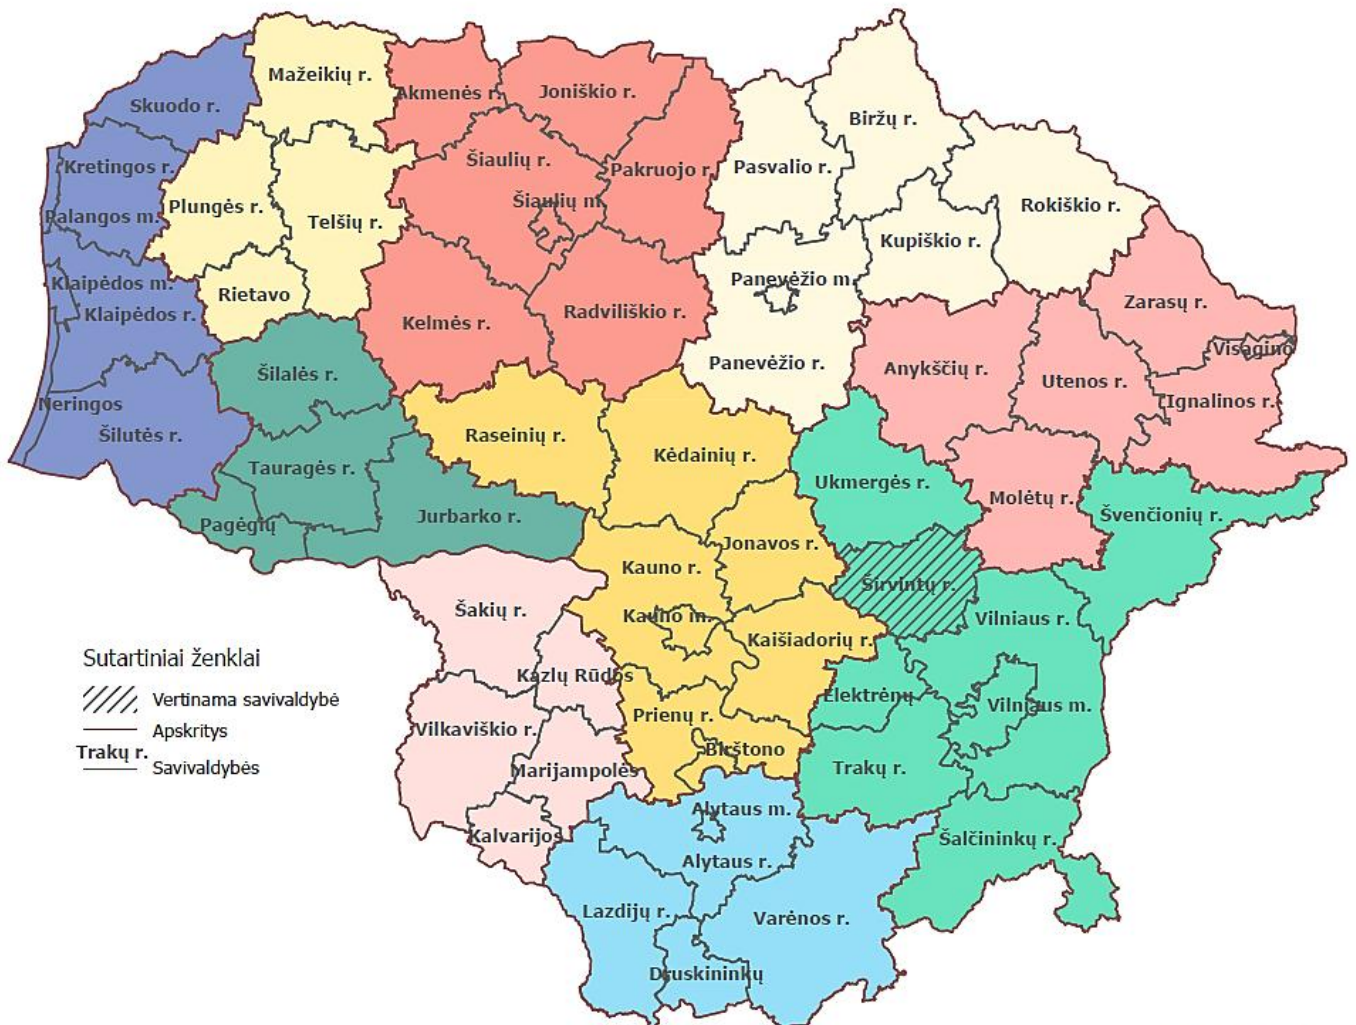 Mažeikių r.
Akmenės r.
Joniškio r.
Skuodo r.
Biržų r.
Kretingos r.
Šiaulių r.
Pakruojo r.
Pasvalio r.
Plungės r.
Šiaulių m
Rokiškio r.
Palangos m.
Telšių r.
Kupiškio r.
Klaipėdos m.
Panevėžio m.
Rietavo
Zarasų r.
Klaipėdos r.
Kelmės r.
Radviliškio r.
Visagino
Šilalės r.
Panevėžio r.
Anykščių r.
Utenos r.
Ignalinos r.
Neringos
Šilutės r.
Raseinių r.
Kėdainių r.
Tauragės r.
Ukmergės r.
Molėtų r.
Pagėgių
Jurbarko r.
Švenčionių r.
Jonavos r.
Kauno r.
Širvintų r.
Šakių r.
Kauno m.
Vilniaus r.
Kaišiadorių r.
Sutartiniai ženklai
Kazlų Rūdos
Vertinama savivaldybė
Elektrėnų
Vilniaus m.
Apskritys
Vilkaviškio r.
Prienų r.
Trakų r.
Savivaldybės
Birštono
Marijampolės
Trakų r.
Alytaus m.
Kalvarijos
Šalčininkų r.
Alytaus r.
Lazdijų r.
Varėnos r.
Druskininkų